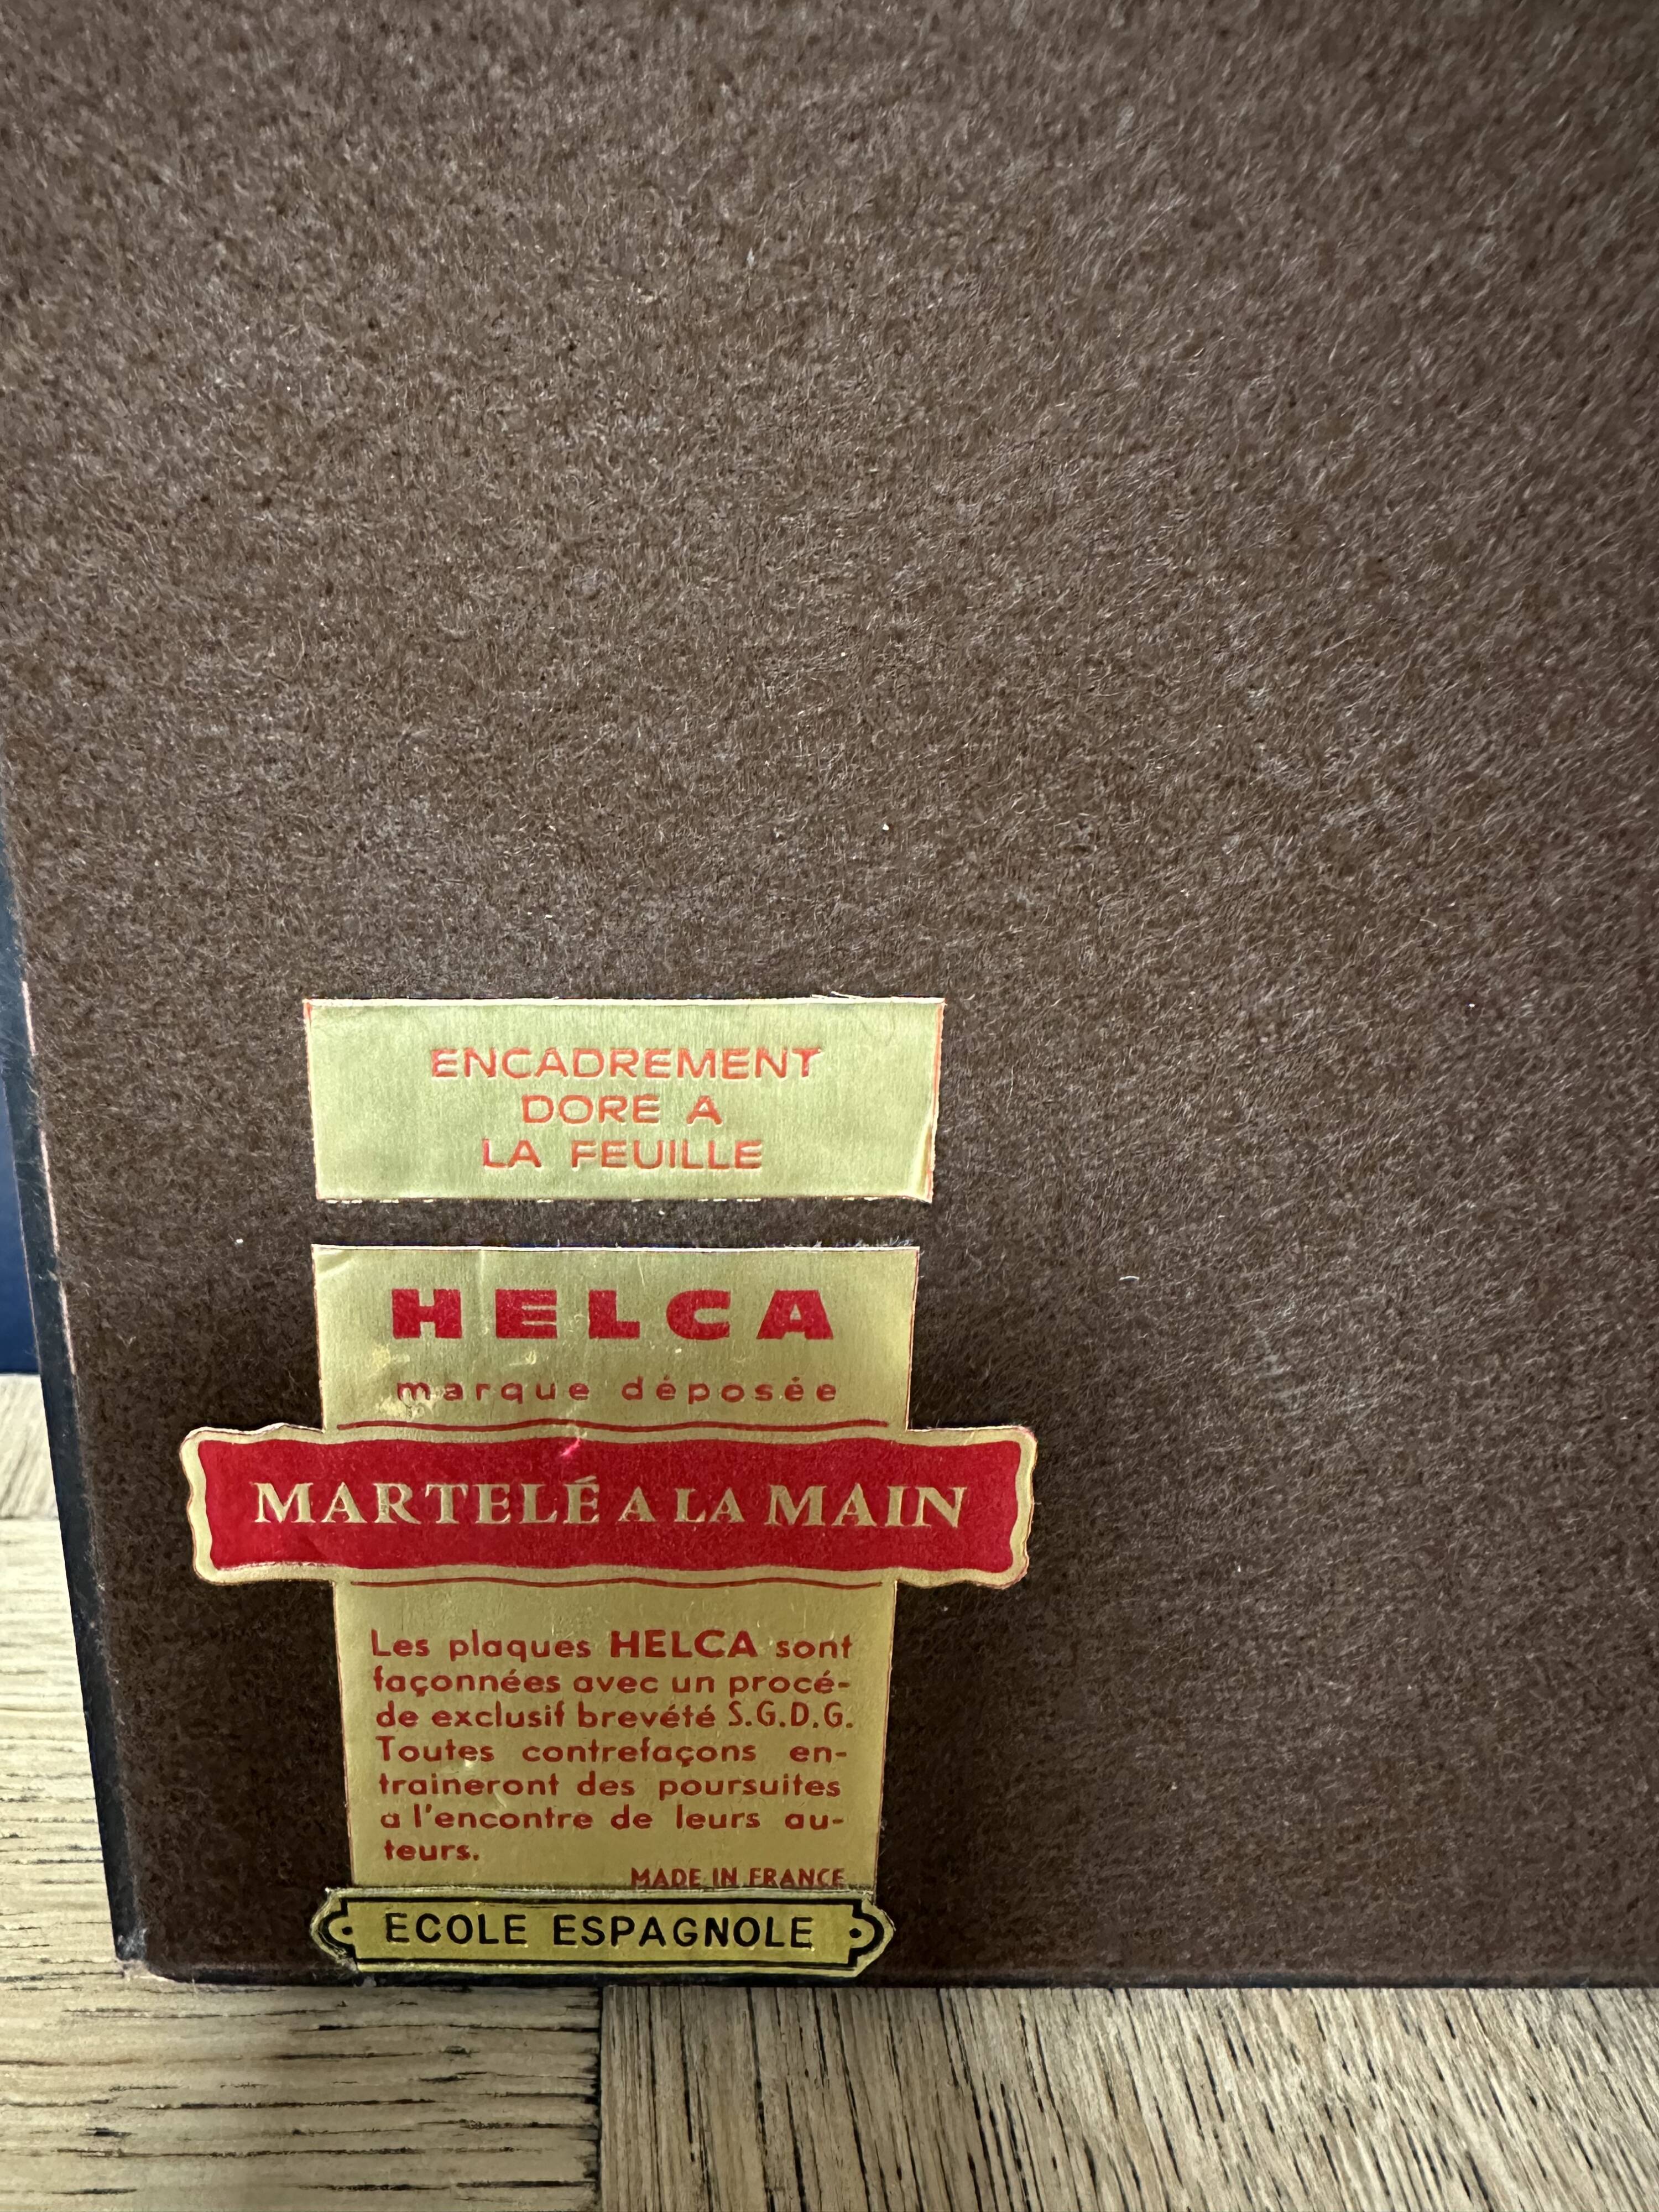 ENCADREMENT
DORE A
LA FEUILLE
HELCA
marque déposée
MARTELÉ A LA MAIN
Les plaques HELCA sont
façonnées avec un procé-
de exclusif brevété S.G.D.G.
Toutes contrefaçons en-
traineront des poursuites
a l'encontre de leurs au-
teurs.
MADE IN FRANCE
ECOLE ESPAGNOLE